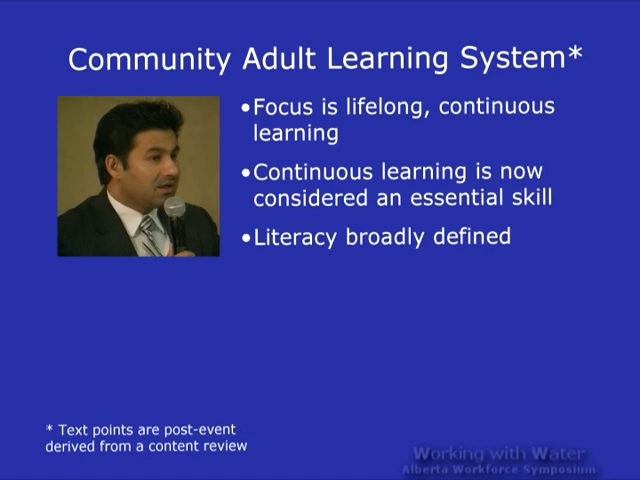 Community Adult Learning System*
•Focus is lifelong, continuous
learning
•Continuous learning is now
considered an essential skill
•Literacy broadly defined
* Text points are post-event
derived from a content review
Working with Water
Alberta Workforce Symposium